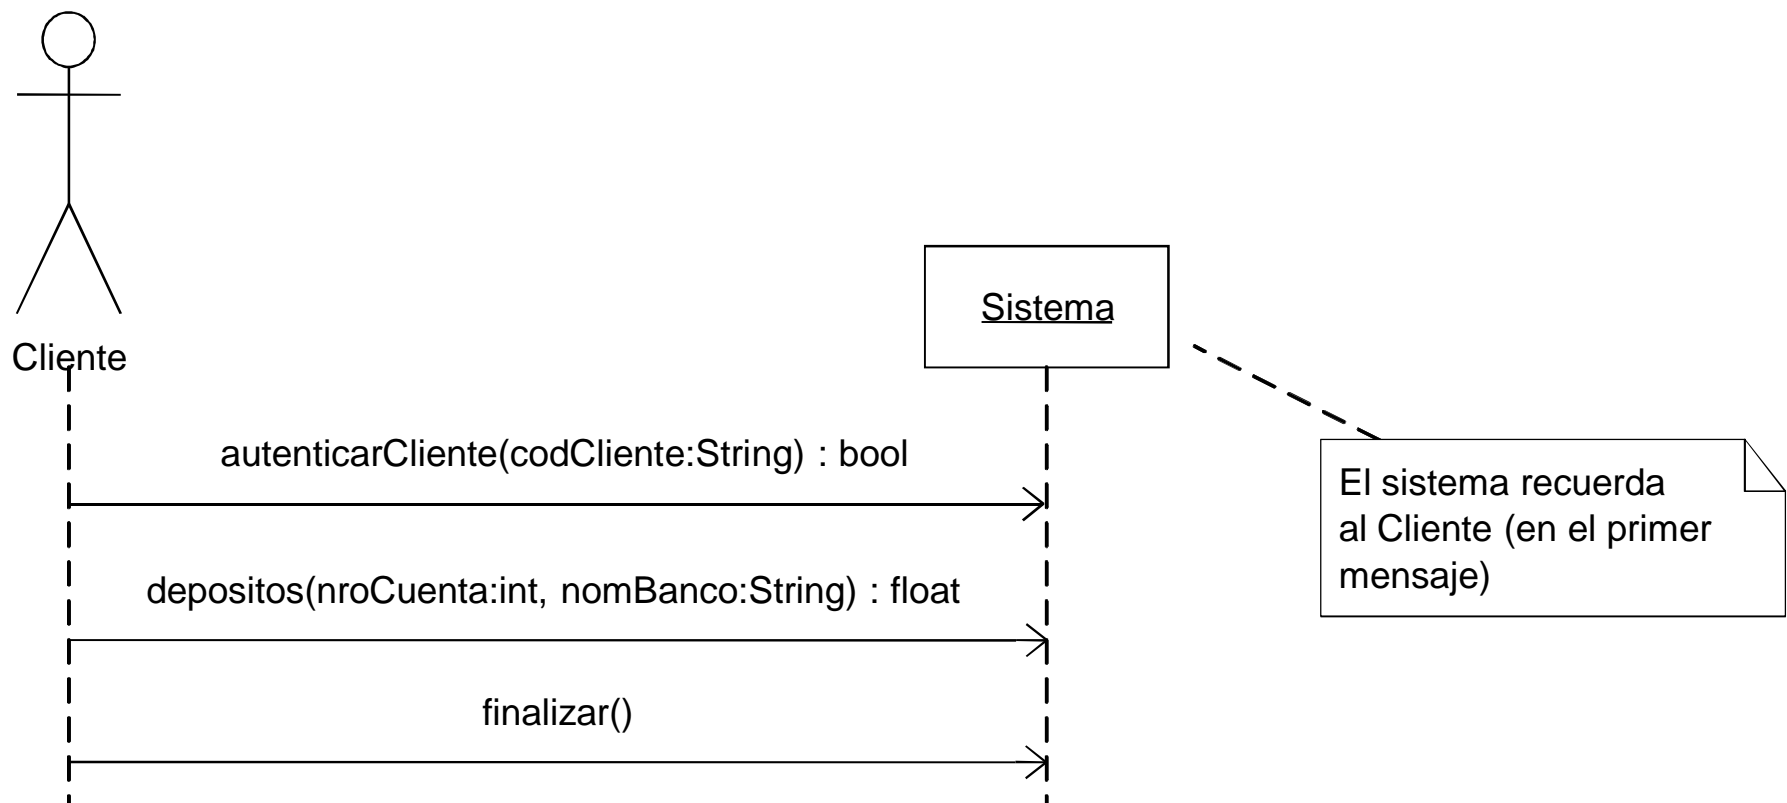 Sistema
Cliente
autenticarCliente(codCliente:String) : bool
El sistema recuerda
al Cliente (en el primer
mensaje)
depositos(nroCuenta:int, nomBanco:String) : float
finalizar()